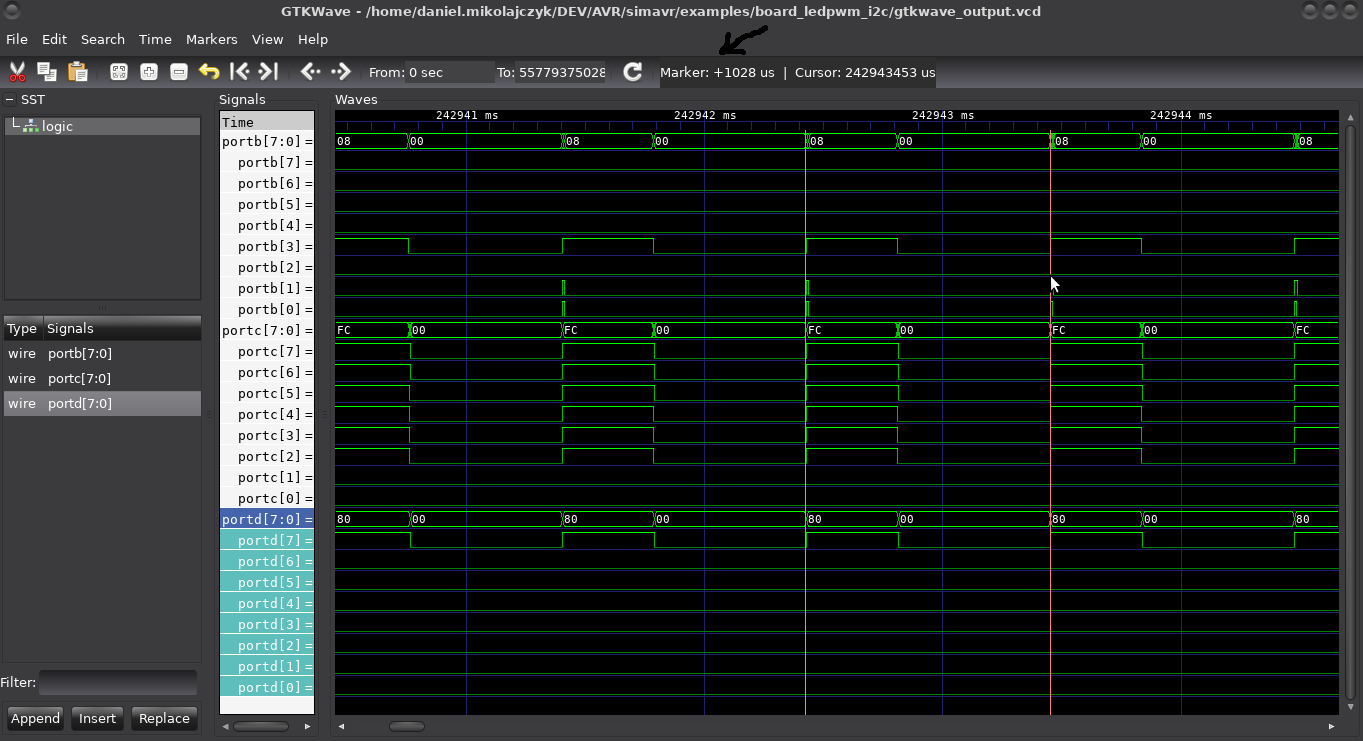 GTKWave - /home/daniel.mikolajczyk/DEV/AVR/simavr/examples/board_ledpwm_i2c/gtkwave_output.vcd
File Edit Search Time Markers View Help
From: 0 sec To: 55779375028 Marker: +1028 us | Cursor: 242943453 us
SST
logic
Type Signals
wire portb[7:0]
wire portc[7:0]
wire portd[7:0]
Filter:
Append Insert Replace
Signals
Time
portb[7:0] =
portb[7] =
portb[6] =
portb[5] =
portb[4] =
portb[3] =
portb[2] =
portb[1] =
portb[0] =
portc[7:0] =
portc[7] =
portc[6] =
portc[5] =
portc[4] =
portc[3] =
portc[2] =
portc[1] =
portc[0] =
portd[7:0] =
portd[7] =
portd[6] =
portd[5] =
portd[4] =
portd[3] =
portd[2] =
portd[1] =
portd[0] =
Waves
242941 ms 242942 ms 242943 ms 242944 ms
08 00 08 00 08 00 08 00 08
FC 00 FC 00 FC 00 FC 00 FC
80 00 80 00 80 00 80 00 80